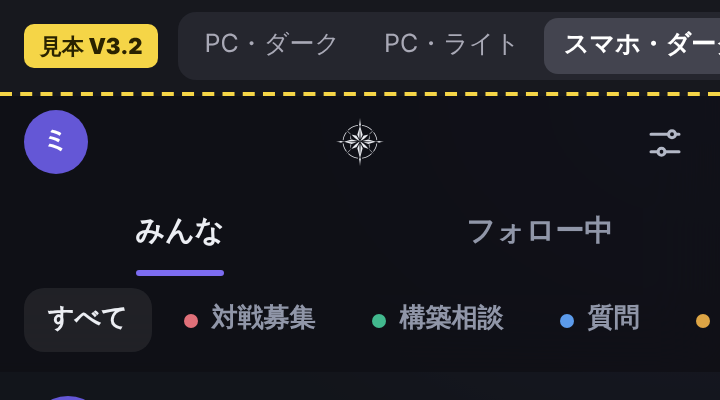 見本 V3.2 PC・ダーク PC・ライト スマホ・ダー
ミ
みんな フォロー中
すべて 対戦募集 構築相談 質問